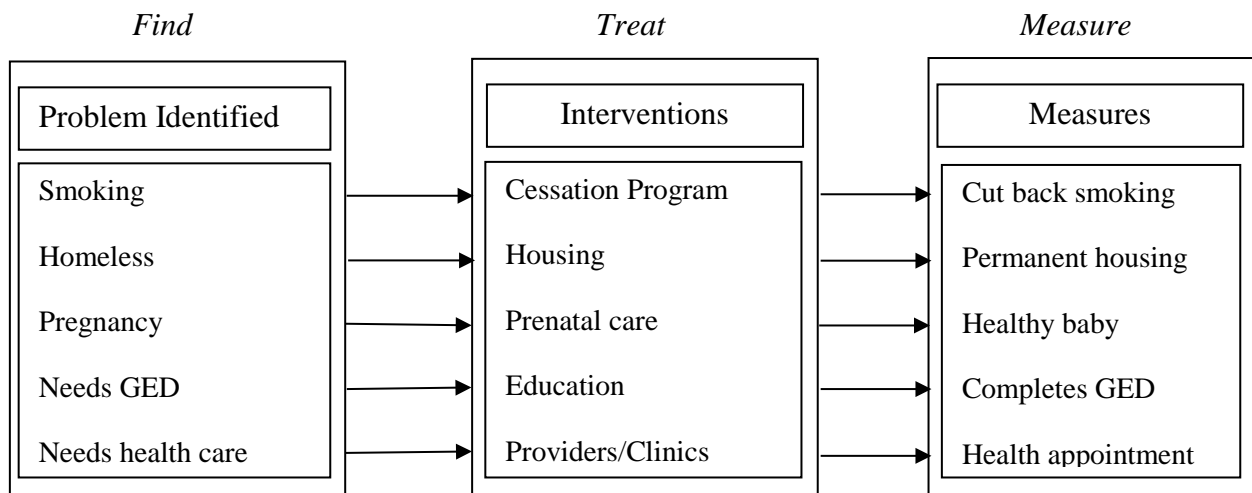 Find
Treat
Measure
Problem Identified
Interventions
Measures
Smoking
Cessation Program
Cut back smoking
Homeless
Housing
Permanent housing
Pregnancy
Prenatal care
Healthy baby
Needs GED
Education
Completes GED
Needs health care
Providers/Clinics
Health appointment